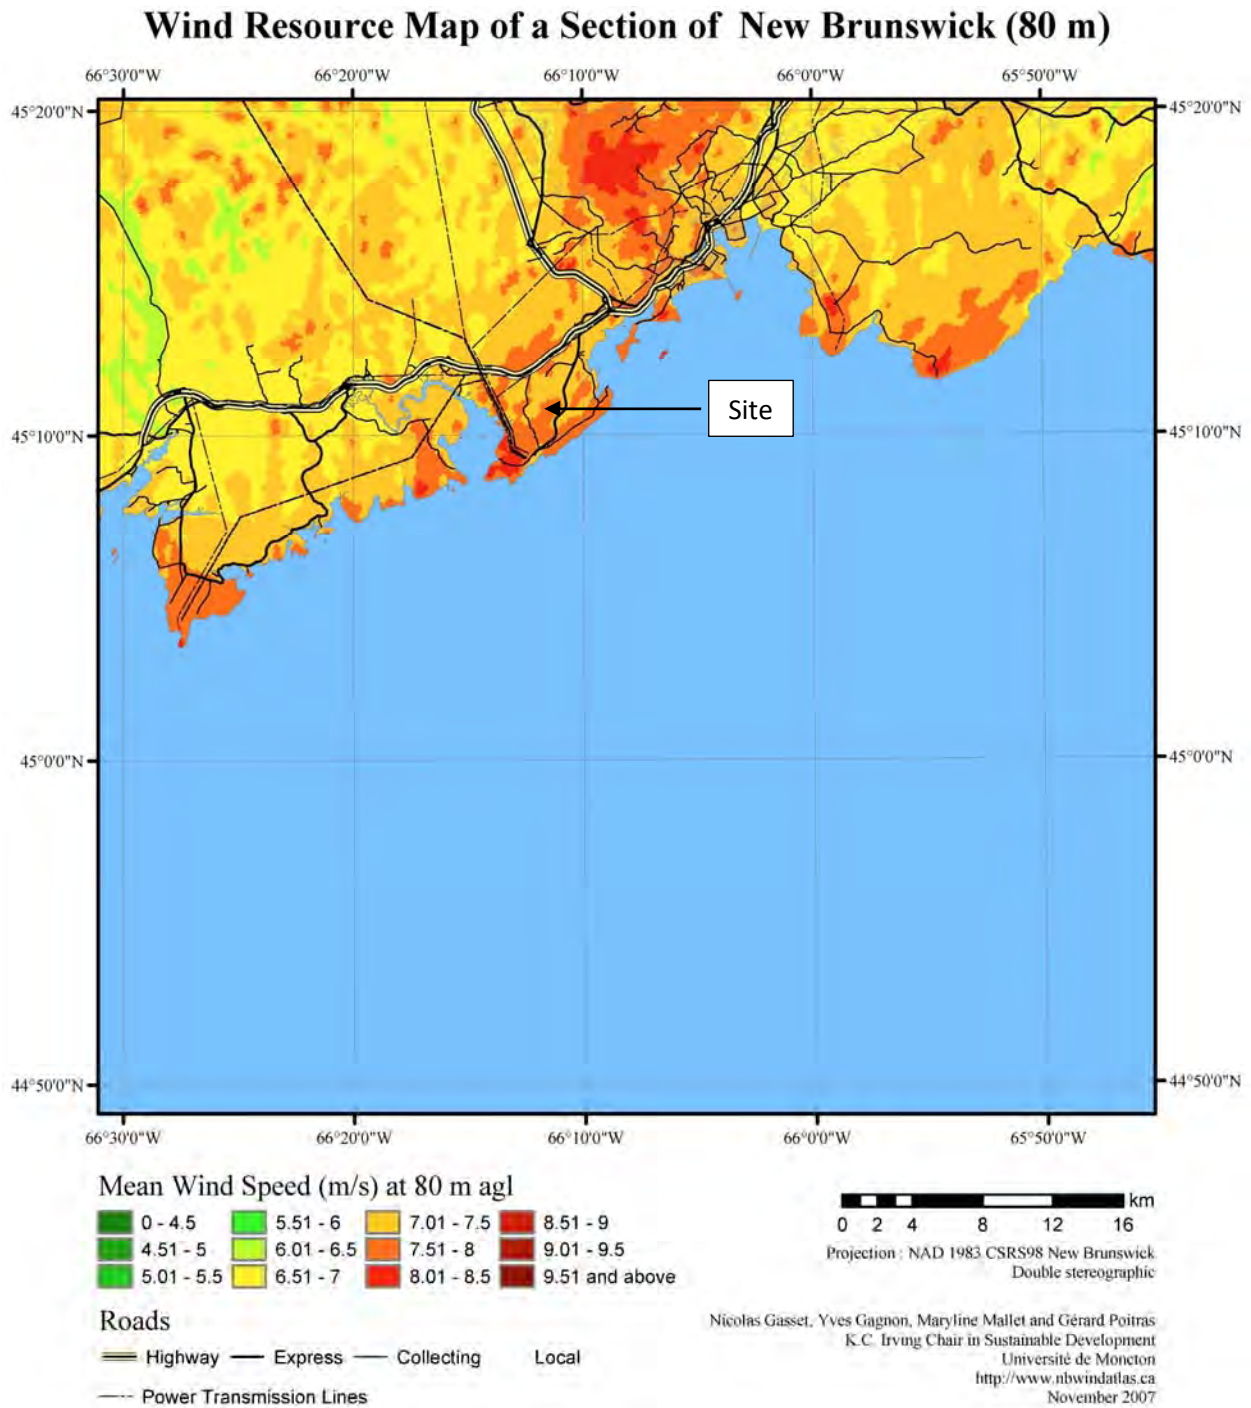 Wind Resource Map of a Section of New Brunswick (80 m)
66°30'0"W 66°20'0"W 66°10'0"W 66°0'0"W 65°50'0"W
45°20'0"N 45°20'0"N
Site
45°10'0"N 45°10'0"N
45°0'0"N 45°0'0"N
44°50'0"N 44°50'0"N
66°30'0"W 66°20'0"W 66°10'0"W 66°0'0"W 65°50'0"W
Mean Wind Speed (m/s) at 80 m agl
0 - 4.5 5.51 - 6 7.01 - 7.5 8.51 - 9
4.51 - 5 6.01 - 6.5 7.51 - 8 9.01 - 9.5
5.01 - 5.5 6.51 - 7 8.01 - 8.5 9.51 and above
km
0 2 4 8 12 16
Projection : NAD 1983 CSRS98 New Brunswick
Double stereographic
Roads
Highway Express Collecting Local
Power Transmission Lines
Nicolas Gasset, Yves Gagnon, Maryline Mallet and Gérard Poitras
K.C. Irving Chair in Sustainable Development
Université de Moncton
http://www.nbwindatlas.ca
November 2007